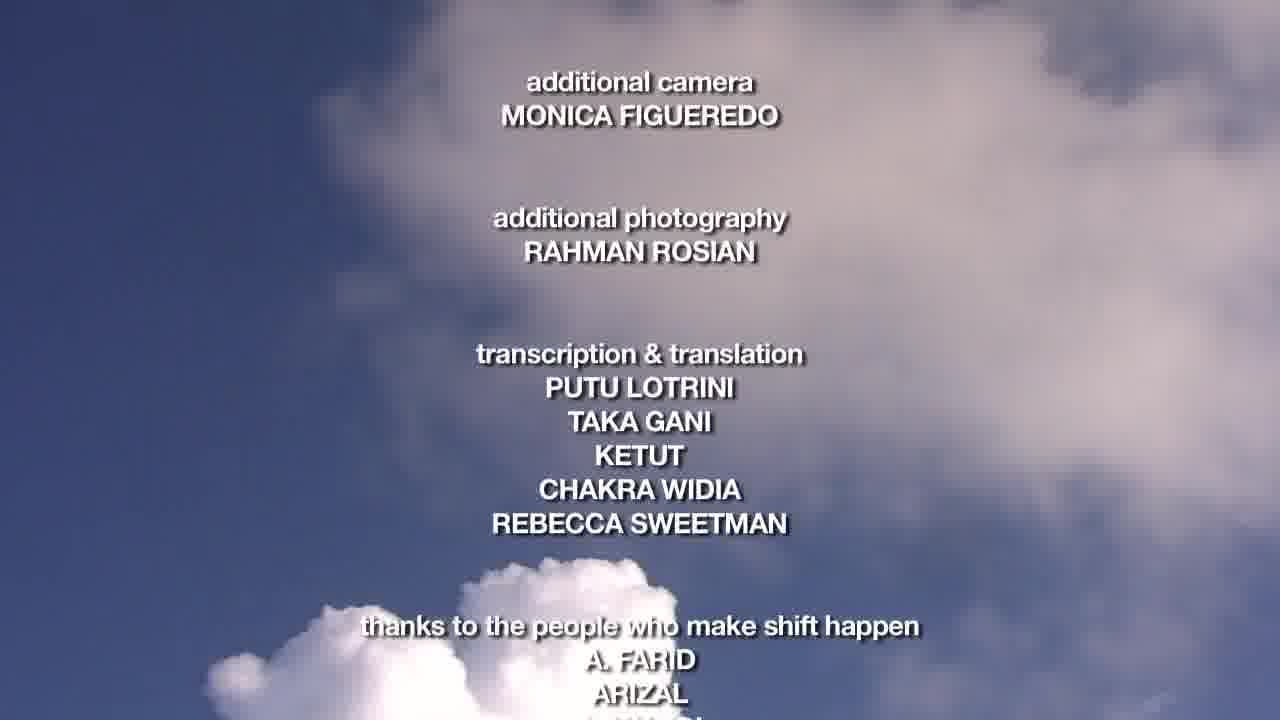 additional camera
MONICA FIGUEREDO
additional photography
RAHMAN ROSIAN
transcription & translation
PUTU LOTRINI
TAKA GANI
KETUT
CHAKRA WIDIA
REBECCA SWEETMAN
thanks to the people who make shift happen
A. FARID
ARIZAL